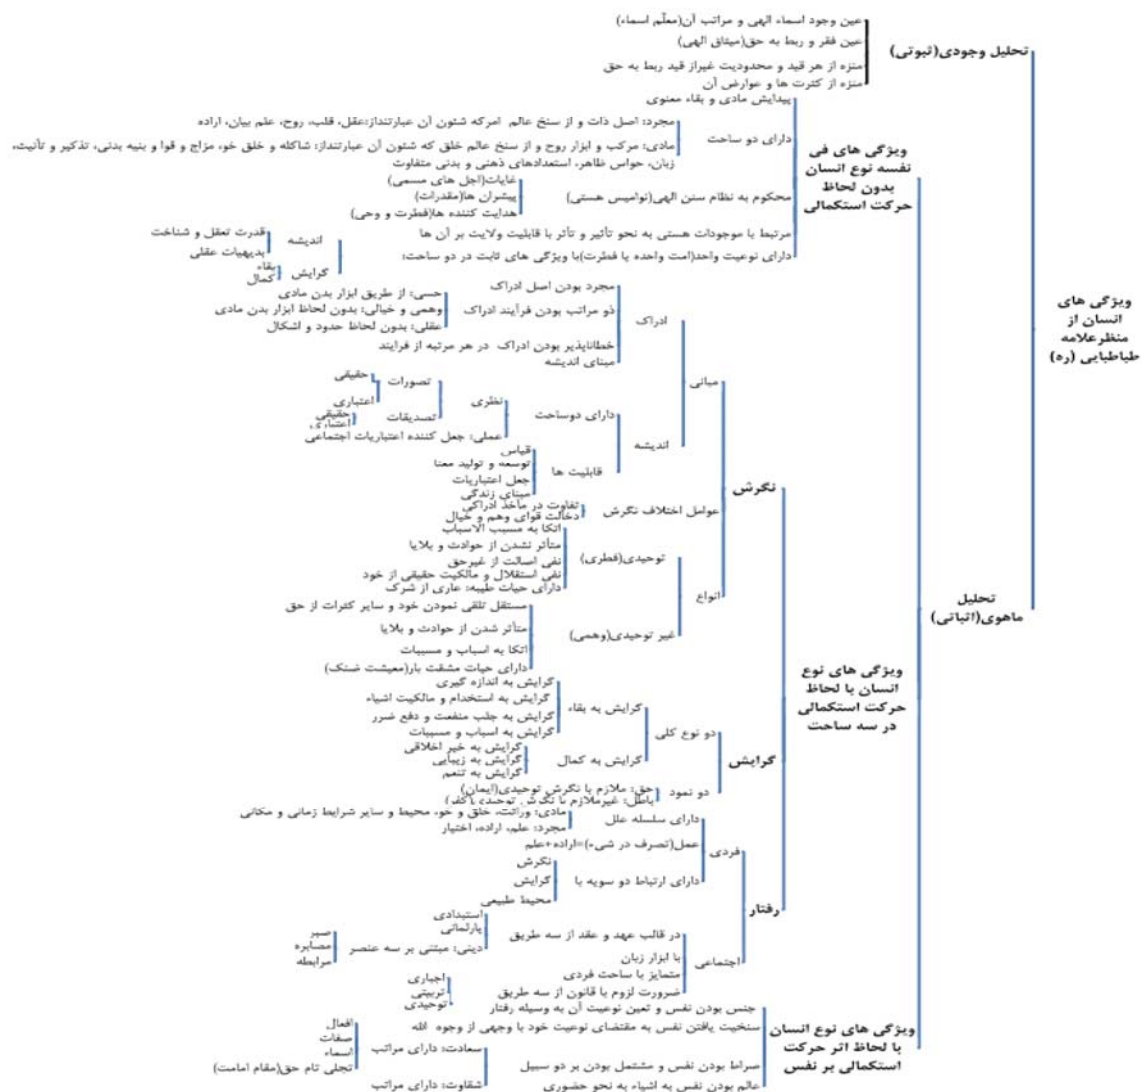 ویژگی های
انسان از
منظرعلامه
طباطبایی (ره)
تحلیل وجودی(ثبوتی)
عین وجود اسماء الهی و مراتب آن(معلّم اسماء)
عین فقر و ربط به حق(میثاق الهی)
منزه از هر قید و محدودیت غیراز قید ربط به حق
منزه از کثرت ها و عوارض آن
تحلیل
ماهوی(اثباتی)
ویژگی های فی
نفسه نوع انسان
بدون لحاظ
حرکت استکمالی
پیدایش مادی و بقاء معنوی
دارای دو ساحت
مجرد: اصل ذات و از سنخ عالم امرکه شئون آن عبارتنداز:عقل، قلب، روح، علم بیان، اراده
مادی: مرکب و ابزار روح و از سنخ عالم خلق که شئون آن عبارتنداز: شاکله و خلق خو، مزاج و قوا و بنیه بدنی، تذکیر و تأنیث،
زبان، حواس ظاهر، استعدادهای ذهنی و بدنی متفاوت
محکوم به نظام سنن الهی(نوامیس هستی)
غایات(اجل های مسمی)
پیشران ها(مقدرات)
هدایت کننده ها(فطرت و وحی)
مرتبط با موجودات هستی به نحو تأثیر و تأثر با قابلیت ولایت بر آن ها
دارای نوعیت واحد(امت واحده یا فطرت)با ویژگی های ثابت در دو ساحت:
اندیشه
قدرت تعقل و شناخت
بدیهیات عقلی
گرایش
بقاء
کمال
ویژگی های نوع
انسان با لحاظ
حرکت استکمالی
در سه ساحت
نگرش
مبانی
ادراک
مجرد بودن اصل ادراک
ذو مراتب بودن فرآیند ادراک
حسی: از طریق ابزار بدن مادی
وهمی و خیالی: بدون لحاظ ابزار بدن مادی
عقلی: بدون لحاظ حدود و اشکال
خطاناپذیر بودن ادراک در هر مرتبه از فرایند
مبنای اندیشه
اندیشه
دارای دوساحت
نظری
تصورات
حقیقی
اعتباری
تصدیقات
حقیقی
اعتباری
عملی: جعل کننده اعتباریات اجتماعی
قابلیت ها
قیاس
توسعه و تولید معنا
جعل اعتباریات
مبنای زندگی
عوامل اختلاف نگرش
تفاوت در مآخذ ادراکی
دخالت قوای وهم و خیال
انواع
توحیدی(فطری)
اتکا به مسبب الاسباب
متأثر نشدن از حوادث و بلایا
نفی اصالت از غیرحق
نفی استقلال و مالکیت حقیقی از خود
دارای حیات طیبه: عاری از شرک
غیر توحیدی(وهمی)
مستقل تلقی نمودن خود و سایر کثرات از حق
متأثر شدن از حوادث و بلایا
اتکا به اسباب و مسببات
دارای حیات مشقت بار(معیشت ضنک)
گرایش
دو نوع کلی
گرایش به بقاء
گرایش به اندازه گیری
گرایش به استخدام و مالکیت اشیاء
گرایش به جلب منفعت و دفع ضرر
گرایش به اسباب و مسببات
گرایش به کمال
گرایش به خیر اخلاقی
گرایش به زیبایی
گرایش به تنعم
دو نمود
حق: ملازم با نگرش توحیدی(ایمان)
باطل: غیرملازم با نگرش توحیدی(کفر)
رفتار
فردی
دارای سلسله علل
مادی: وراثت، خلق و خو، محیط و سایر شرایط زمانی و مکانی
مجرد: علم، اراده، اختیار
عمل(تصرف در شیء)=اراده+علم
دارای ارتباط دو سویه با
نگرش
گرایش
محیط طبیعی
اجتماعی
در قالب عهد و عقد از سه طریق
استبدادی
پارلمانی
دینی: مبتنی بر سه عنصر
صبر
مصابره
مرابطه
با ابزار زبان
متمایز با ساحت فردی
ضرورت لزوم با قانون از سه طریق
اجباری
تربیتی
توحیدی
ویژگی های نوع انسان
با لحاظ اثر حرکت
استکمالی بر نفس
جنس بودن نفس و تعین نوعیت آن به وسیله رفتار
سنخیت یافتن نفس به مقتضای نوعیت خود با وجهی از وجوه الله
صراط بودن نفس و مشتمل بودن بر دو سبیل
سعادت: دارای مراتب
افعال
صفات
اسماء
تجلی تام حق(مقام امامت)
شقاوت: دارای مراتب
عالم بودن نفس به اشیاء به نحو حضوری